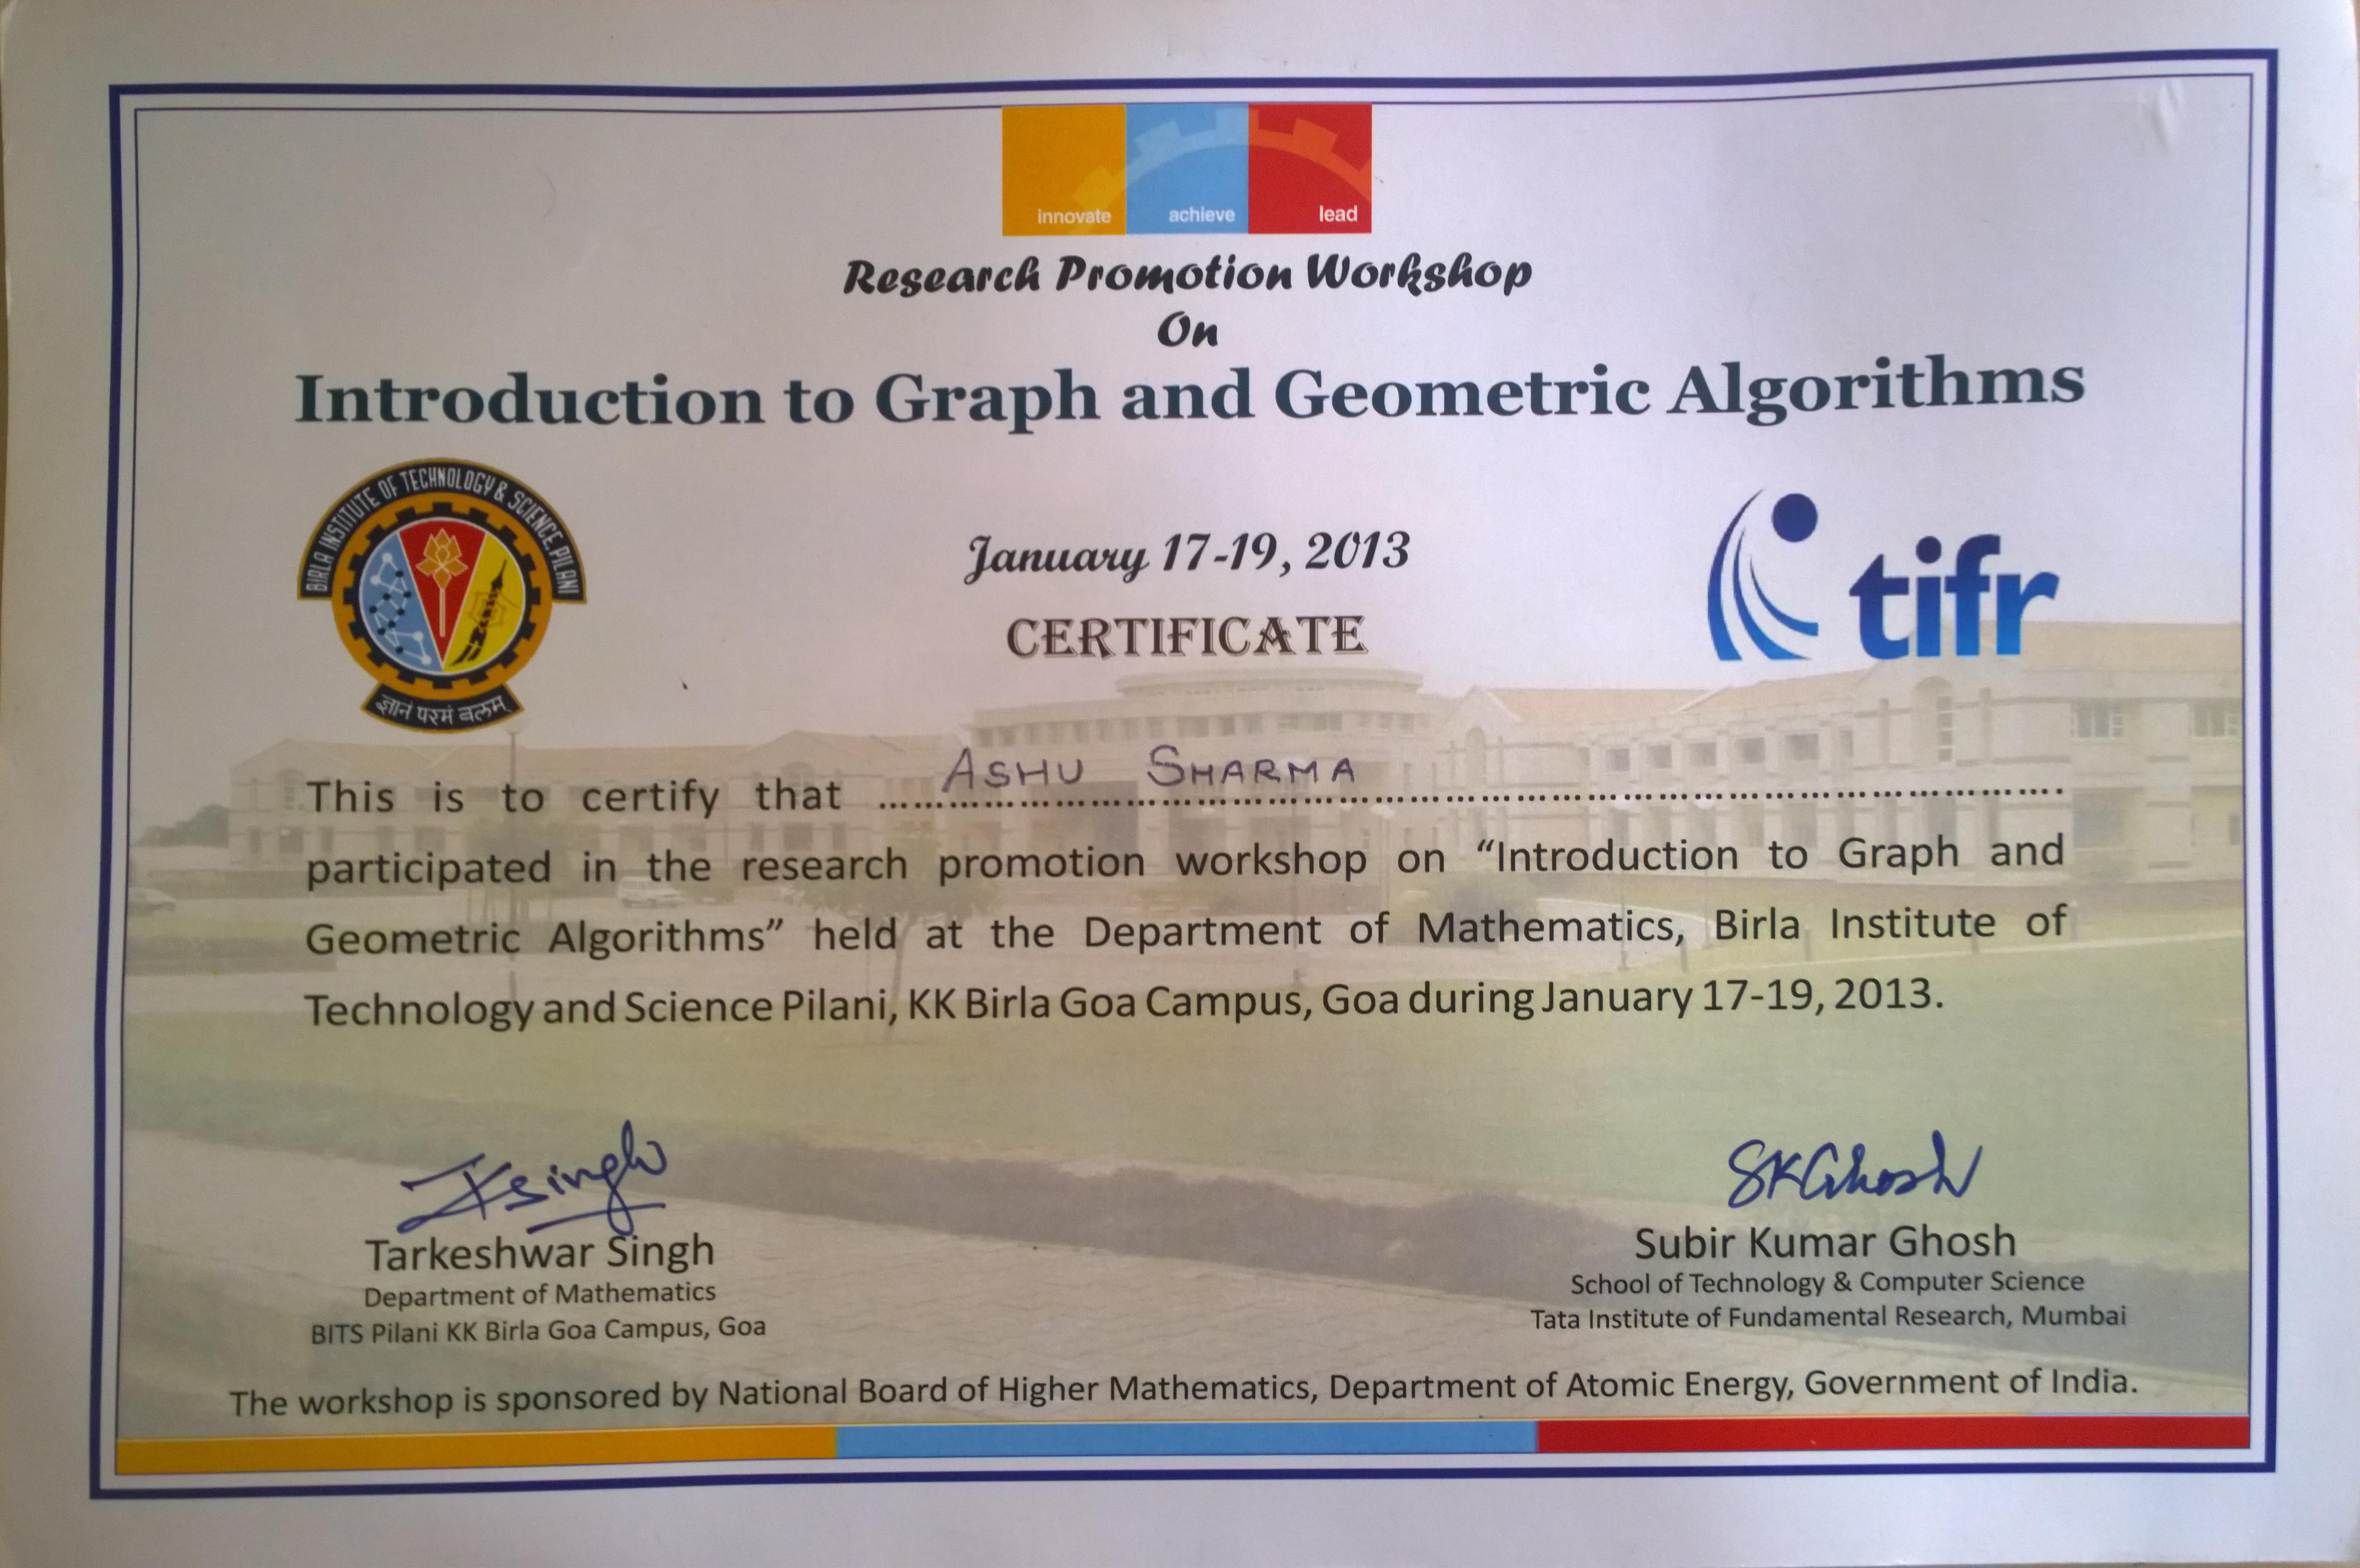 innovate achieve lead
Research Promotion Workshop
On
Introduction to Graph and Geometric Algorithms
BIRLA INSTITUTE OF TECHNOLOGY & SCIENCE, PILANI
ज्ञानं परमं बलम्
January 17-19, 2013
tifr
CERTIFICATE
This is to certify that ASHU SHARMA
participated in the research promotion workshop on “Introduction to Graph and
Geometric Algorithms” held at the Department of Mathematics, Birla Institute of
Technology and Science Pilani, KK Birla Goa Campus, Goa during January 17-19, 2013.
Tksingh
Tarkeshwar Singh
Department of Mathematics
BITS Pilani KK Birla Goa Campus, Goa
SKGhosh
Subir Kumar Ghosh
School of Technology & Computer Science
Tata Institute of Fundamental Research, Mumbai
The workshop is sponsored by National Board of Higher Mathematics, Department of Atomic Energy, Government of India.